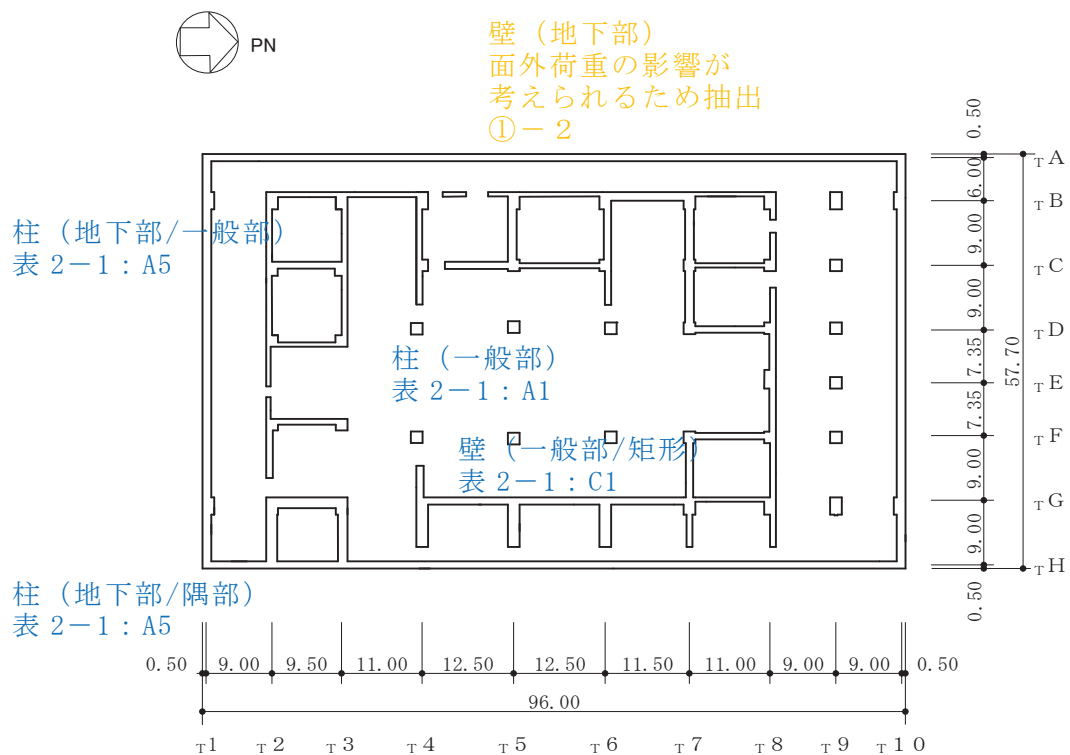 PN
壁（地下部）
面外荷重の影響が
考えられるため抽出
①－2
柱（地下部/一般部）
表 2－1：A5
柱（一般部）
表 2－1：A1
壁（一般部/矩形）
表 2－1：C1
柱（地下部/隅部）
表 2－1：A5
0.50
6.00
9.00
9.00
7.35
7.35
9.00
9.00
0.50
57.70
TA
TB
TC
TD
TE
TF
TG
TH
0.50 9.00 9.50 11.00 12.50 12.50 11.50 11.00 9.00 9.00 0.50
96.00
T1 T2 T3 T4 T5 T6 T7 T8 T9 T10